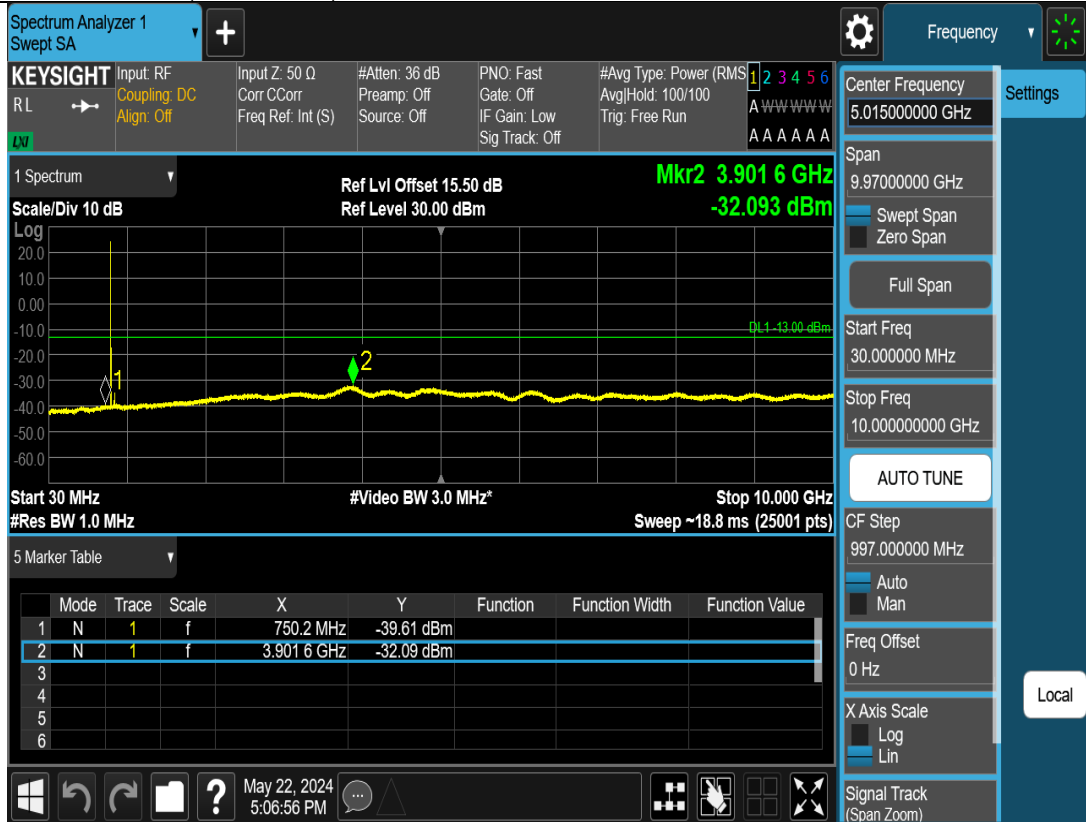 Spectrum Analyzer 1
Swept SA
+
Frequency
KEYSIGHT
RL
LXI
Input: RF
Coupling: DC
Align: Off
Input Z: 50 Ω
Corr CCorr
Freq Ref: Int (S)
#Atten: 36 dB
Preamp: Off
Source: Off
PNO: Fast
Gate: Off
IF Gain: Low
Sig Track: Off
#Avg Type: Power (RMS
Avg|Hold: 100/100
Trig: Free Run
1 2 3 4 5 6
A W W W W W
A A A A A A
1 Spectrum
Scale/Div 10 dB
Log
Ref Lvl Offset 15.50 dB
Ref Level 30.00 dBm
Mkr2 3.901 6 GHz
-32.093 dBm
20.0
10.0
0.00
-10.0
-20.0
-30.0
-40.0
-50.0
-60.0
DL1 -13.00 dBm
1
2
Start 30 MHz
#Video BW 3.0 MHz*
Stop 10.000 GHz
#Res BW 1.0 MHz
Sweep ~18.8 ms (25001 pts)
5 Marker Table
Mode Trace Scale X Y Function Function Width Function Value
1 N 1 f 750.2 MHz -39.61 dBm
2 N 1 f 3.901 6 GHz -32.09 dBm
3
4
5
6
?
May 22, 2024
5:06:56 PM
Center Frequency
5.015000000 GHz
Settings
Span
9.97000000 GHz
Swept Span
Zero Span
Full Span
Start Freq
30.000000 MHz
Stop Freq
10.000000000 GHz
AUTO TUNE
CF Step
997.000000 MHz
Auto
Man
Freq Offset
0 Hz
Local
X Axis Scale
Log
Lin
Signal Track
(Span Zoom)